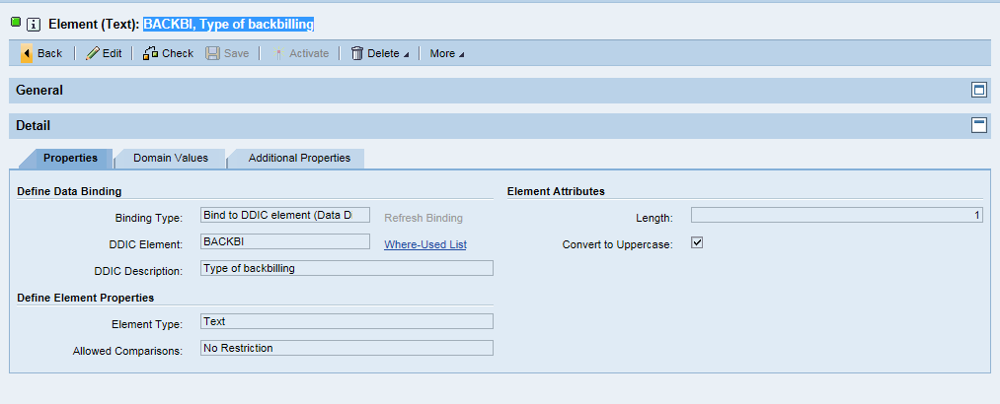 Element (Text): BACKBI, Type of backbilling
Back Edit Check Save Activate Delete More
General
Detail
Properties Domain Values Additional Properties
Define Data Binding
Binding Type: Bind to DDIC element (Data D Refresh Binding
DDIC Element: BACKBI Where-Used List
DDIC Description: Type of backbilling
Define Element Properties
Element Type: Text
Allowed Comparisons: No Restriction
Element Attributes
Length: 1
Convert to Uppercase: